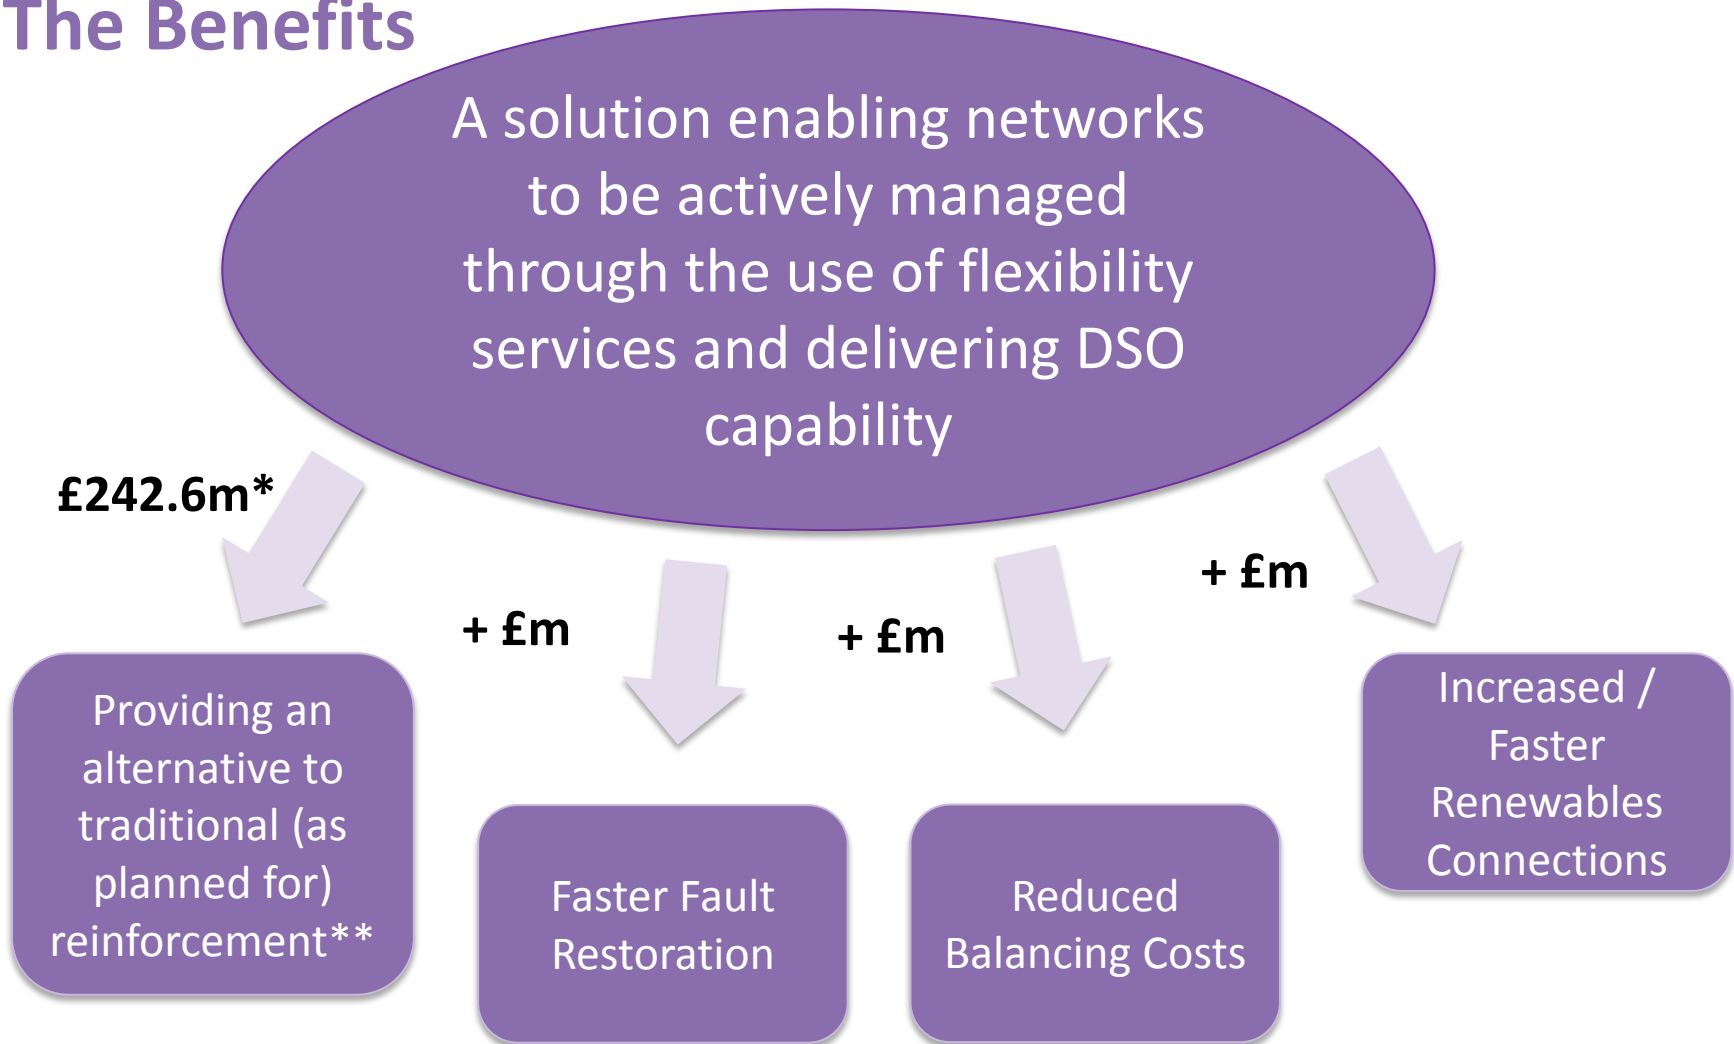 The Benefits
A solution enabling networks
to be actively managed
through the use of flexibility
services and delivering DSO
capability
£242.6m*
+ £m
+ £m
+ £m
Providing an
alternative to
traditional (as
planned for)
reinforcement**
Faster Fault
Restoration
Reduced
Balancing Costs
Increased /
Faster
Renewables
Connections